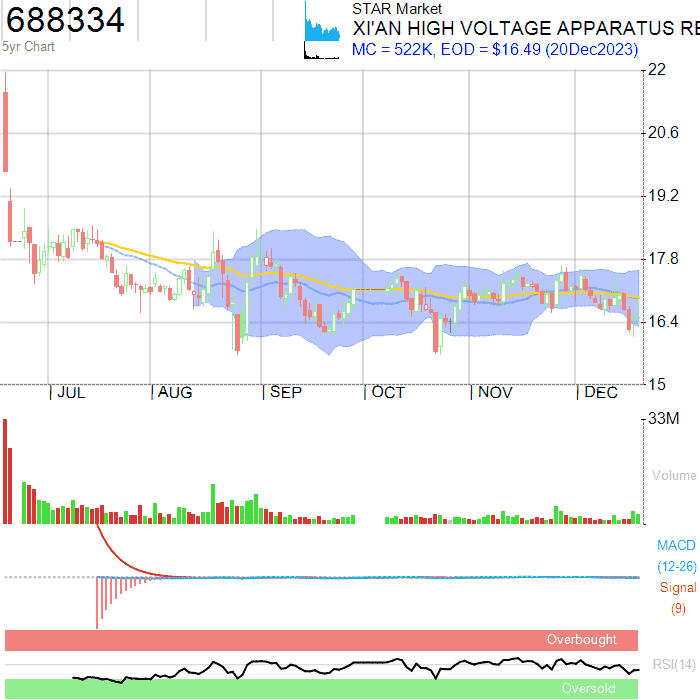 688334
5yr Chart
STAR Market
XI'AN HIGH VOLTAGE APPARATUS RE
MC = 522K, EOD = $16.49 (20Dec2023)
22
20.6
19.2
17.8
16.4
15
JUL AUG SEP OCT NOV DEC
33M
Volume
MACD
(12-26)
Signal
(9)
Overbought
RSI(14)
Oversold